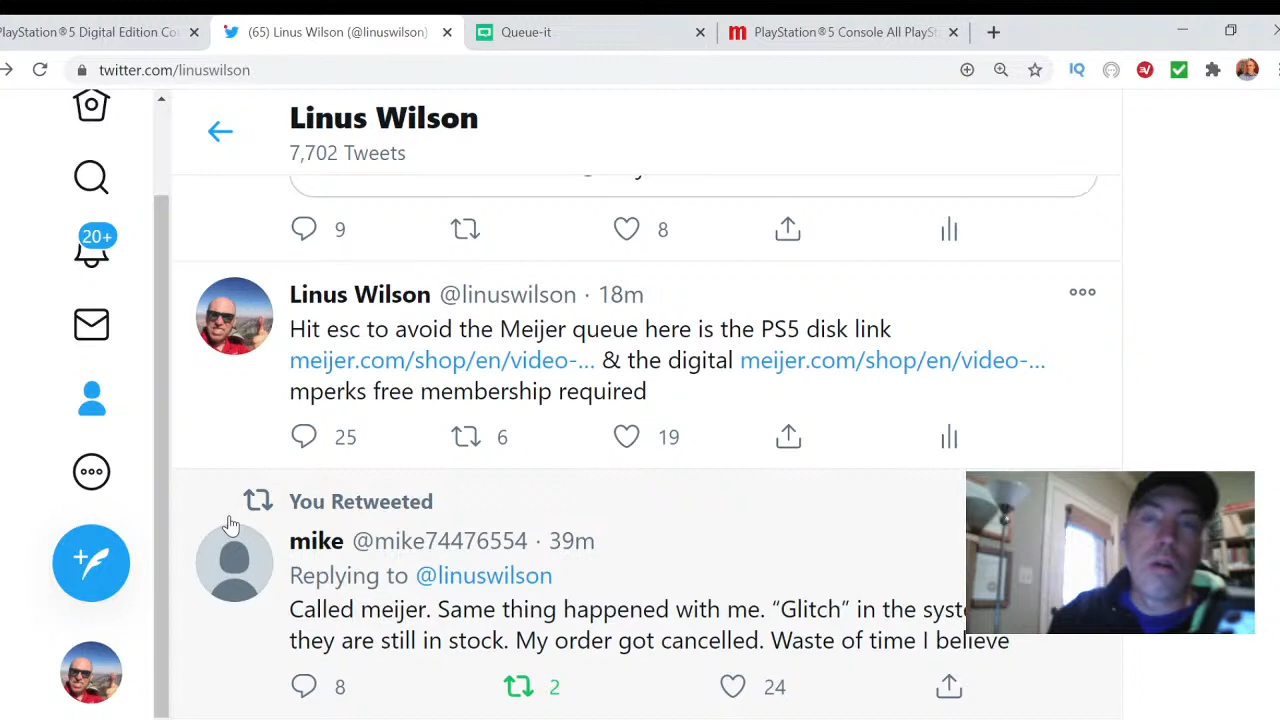 PlayStation®5 Digital Edition Co
(65) Linus Wilson (@linuswilson)
Queue-it
PlayStation®5 Console All PlaySt
twitter.com/linuswilson
IQ
Linus Wilson
7,702 Tweets
20+
9 8
Linus Wilson @linuswilson · 18m
Hit esc to avoid the Meijer queue here is the PS5 disk link
meijer.com/shop/en/video-... & the digital meijer.com/shop/en/video-...
mperks free membership required
25 6 19
You Retweeted
mike @mike74476554 · 39m
Replying to @linuswilson
Called meijer. Same thing happened with me. “Glitch” in the syste
they are still in stock. My order got cancelled. Waste of time I believe
8 2 24